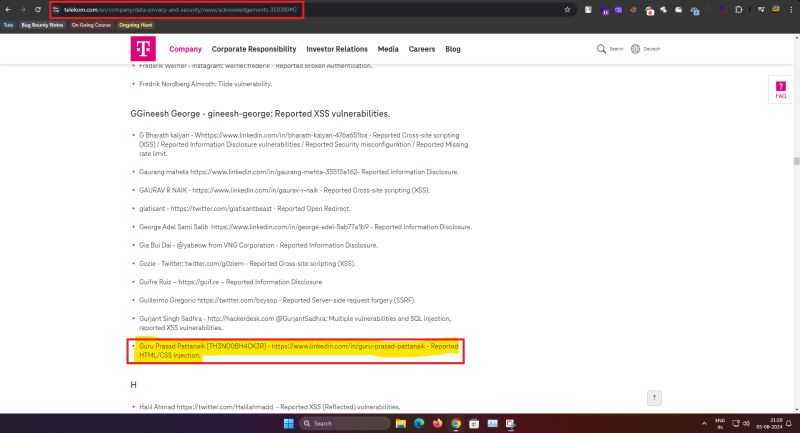 telekom.com/en/company/data-privacy-and-security/news/acknowledgements-358300#G
Tuts Bug Bounty Notes On Going Course Ongoing Hunt
T Company Corporate Responsibility Investor Relations Media Careers Blog Search Deutsch
Frederik Werner - Instagram: werner.frederik - Reported Broken Authentication.
Fredrik Nordberg Almroth: Tilde vulnerability.
? FAQ
GGineesh George - gineesh-george: Reported XSS vulnerabilities.
G Bharath kalyan - Whttps://www.linkedin.com/in/bharath-kalyan-476a651ba - Reported Cross-site scripting
(XSS) / Reported Information Disclosure vulnerabilities / Reported Security misconfiguration / Reported Missing
rate limit.
Gaurang maheta https://www.linkedin.com/in/gaurang-mehta-35515a162- Reported Information Disclosure.
GAURAV R NAIK - https://www.linkedin.com/in/gaurav-r-naik - Reported Cross-site scripting (XSS).
glatisant - https://twitter.com/glatisantbeast - Reported Open Redirect.
George Adel Sami Salib https://www.linkedin.com/in/george-adel-5ab77a1b9 - Reported Information Disclosure.
Gia Bui Dai - @yabeow from VNG Corporation - Reported Information Disclosure.
Gozie - Twitter: twitter.com/g0ziem - Reported Cross-site scripting (XSS).
Guifre Ruiz – https://guif.re – Reported Information Disclosure
Guillermo Gregorio https://twitter.com/bsysop - Reported Server-side request forgery (SSRF).
Gurjant Singh Sadhra - http://hackerdesk.com @GurjantSadhra: Multiple vulnerabilities and SQL injection,
reported XSS vulnerabilities.
Guru Prasad Pattanaik (TH3N00BH4CK3R) - https://www.linkedin.com/in/guru-prasad-pattanaik - Reported
HTML/CSS injection.
H
Halil Ahmad https://twitter.com/Halilahmadd - Reported XSS (Reflected) vulnerabilities.
Search
ENG
IN
21:20
05-08-2024